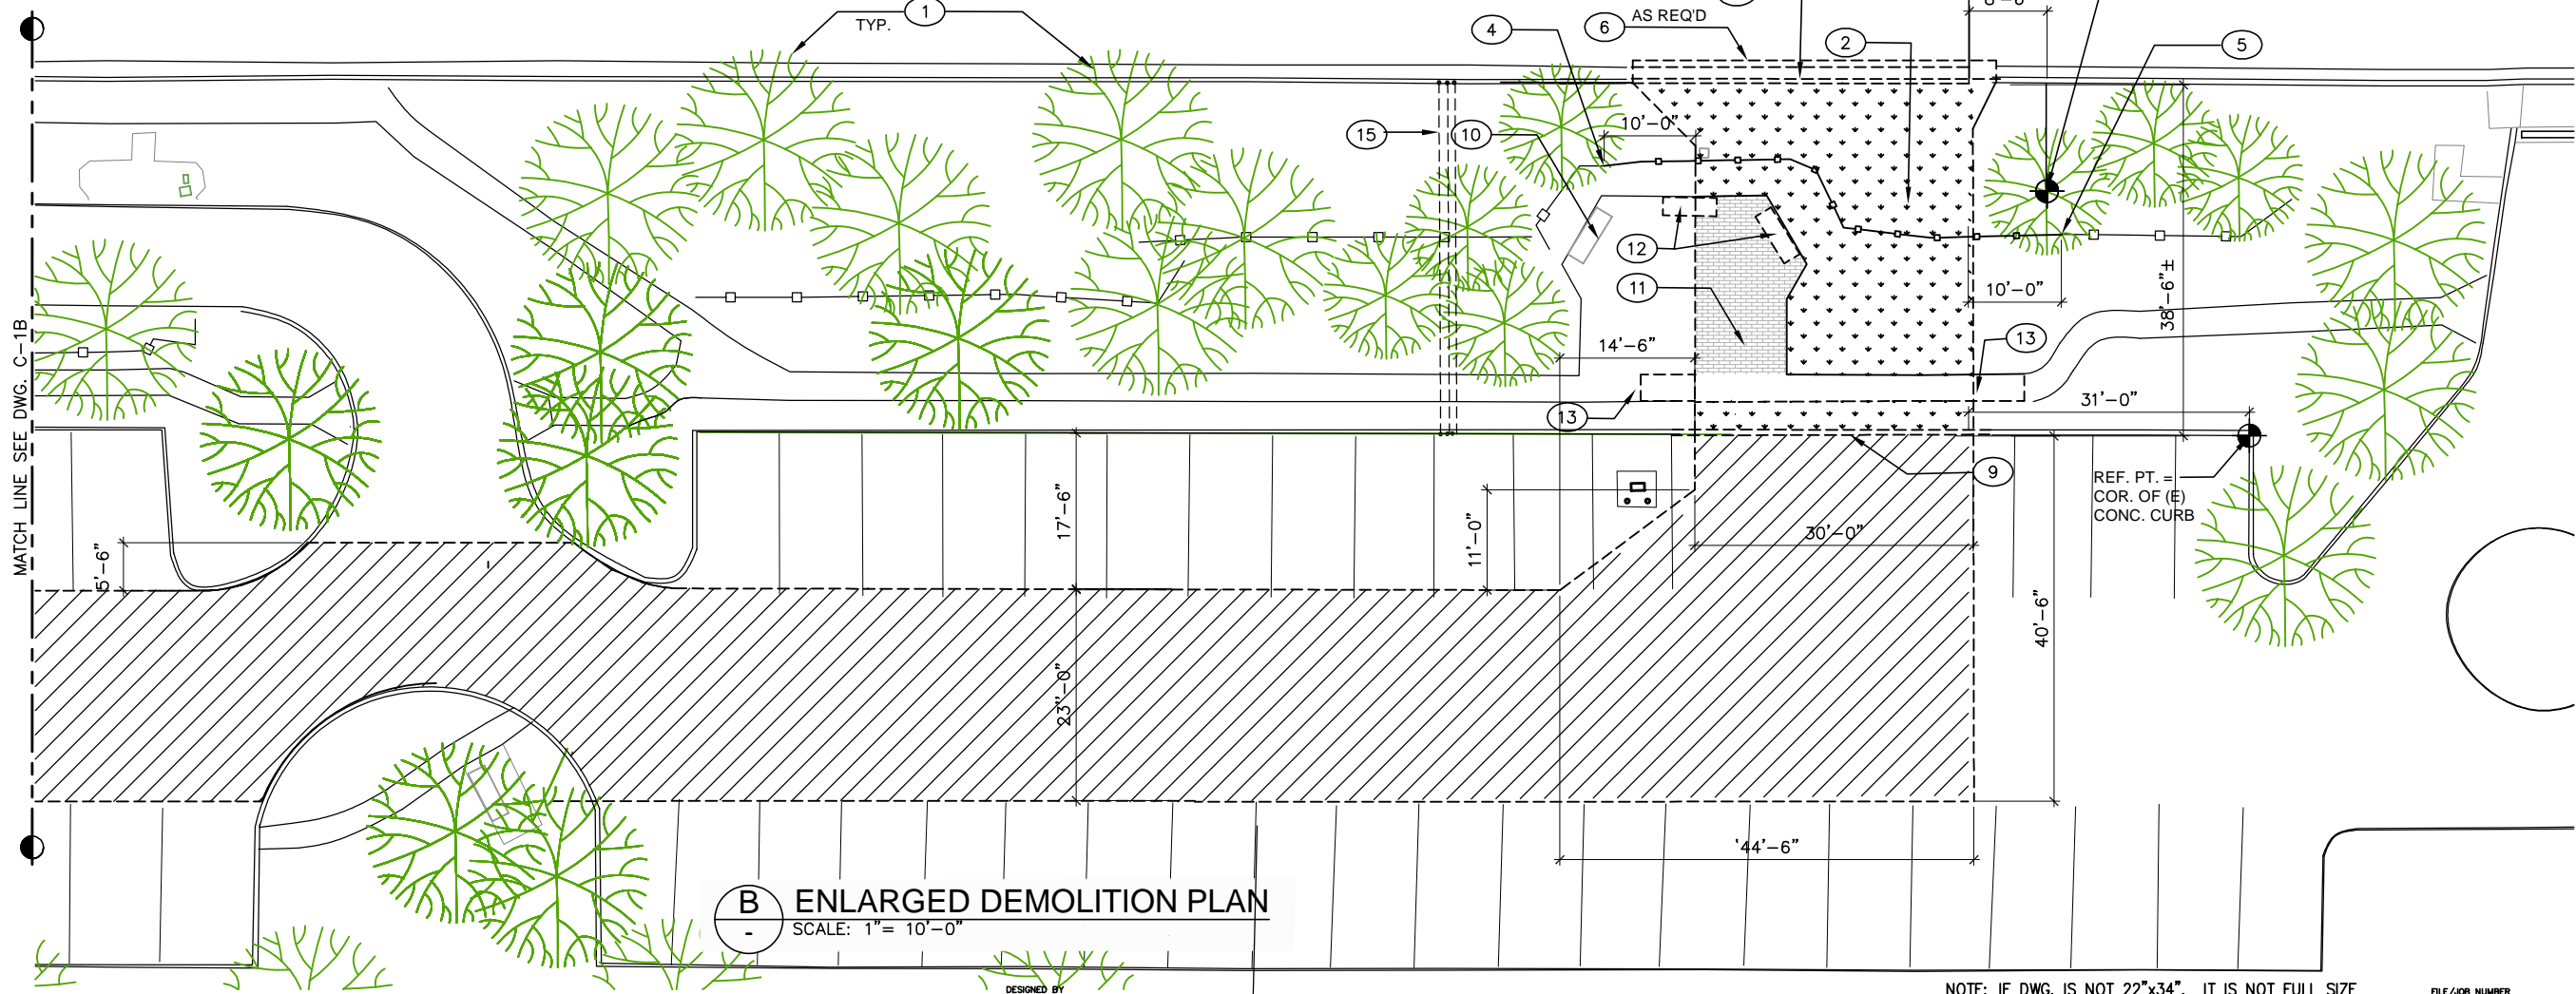 1
TYP.
4
6
AS REQ'D
2
5
15
10
10'-0"
12
11
10'-0"
38'-6"±
14'-6"
13
13
31'-0"
9
REF. PT. =
COR. OF (E)
CONC. CURB
MATCH LINE SEE DWG. C-1B
5'-6"
17'-6"
11'-0"
30'-0"
40'-6"
23'-0"
44'-6"
B
-
ENLARGED DEMOLITION PLAN
SCALE: 1"= 10'-0"
DESIGNED BY
NOTE: IF DWG. IS NOT 22"x34", IT IS NOT FULL SIZE
FILE/JOB NUMBER